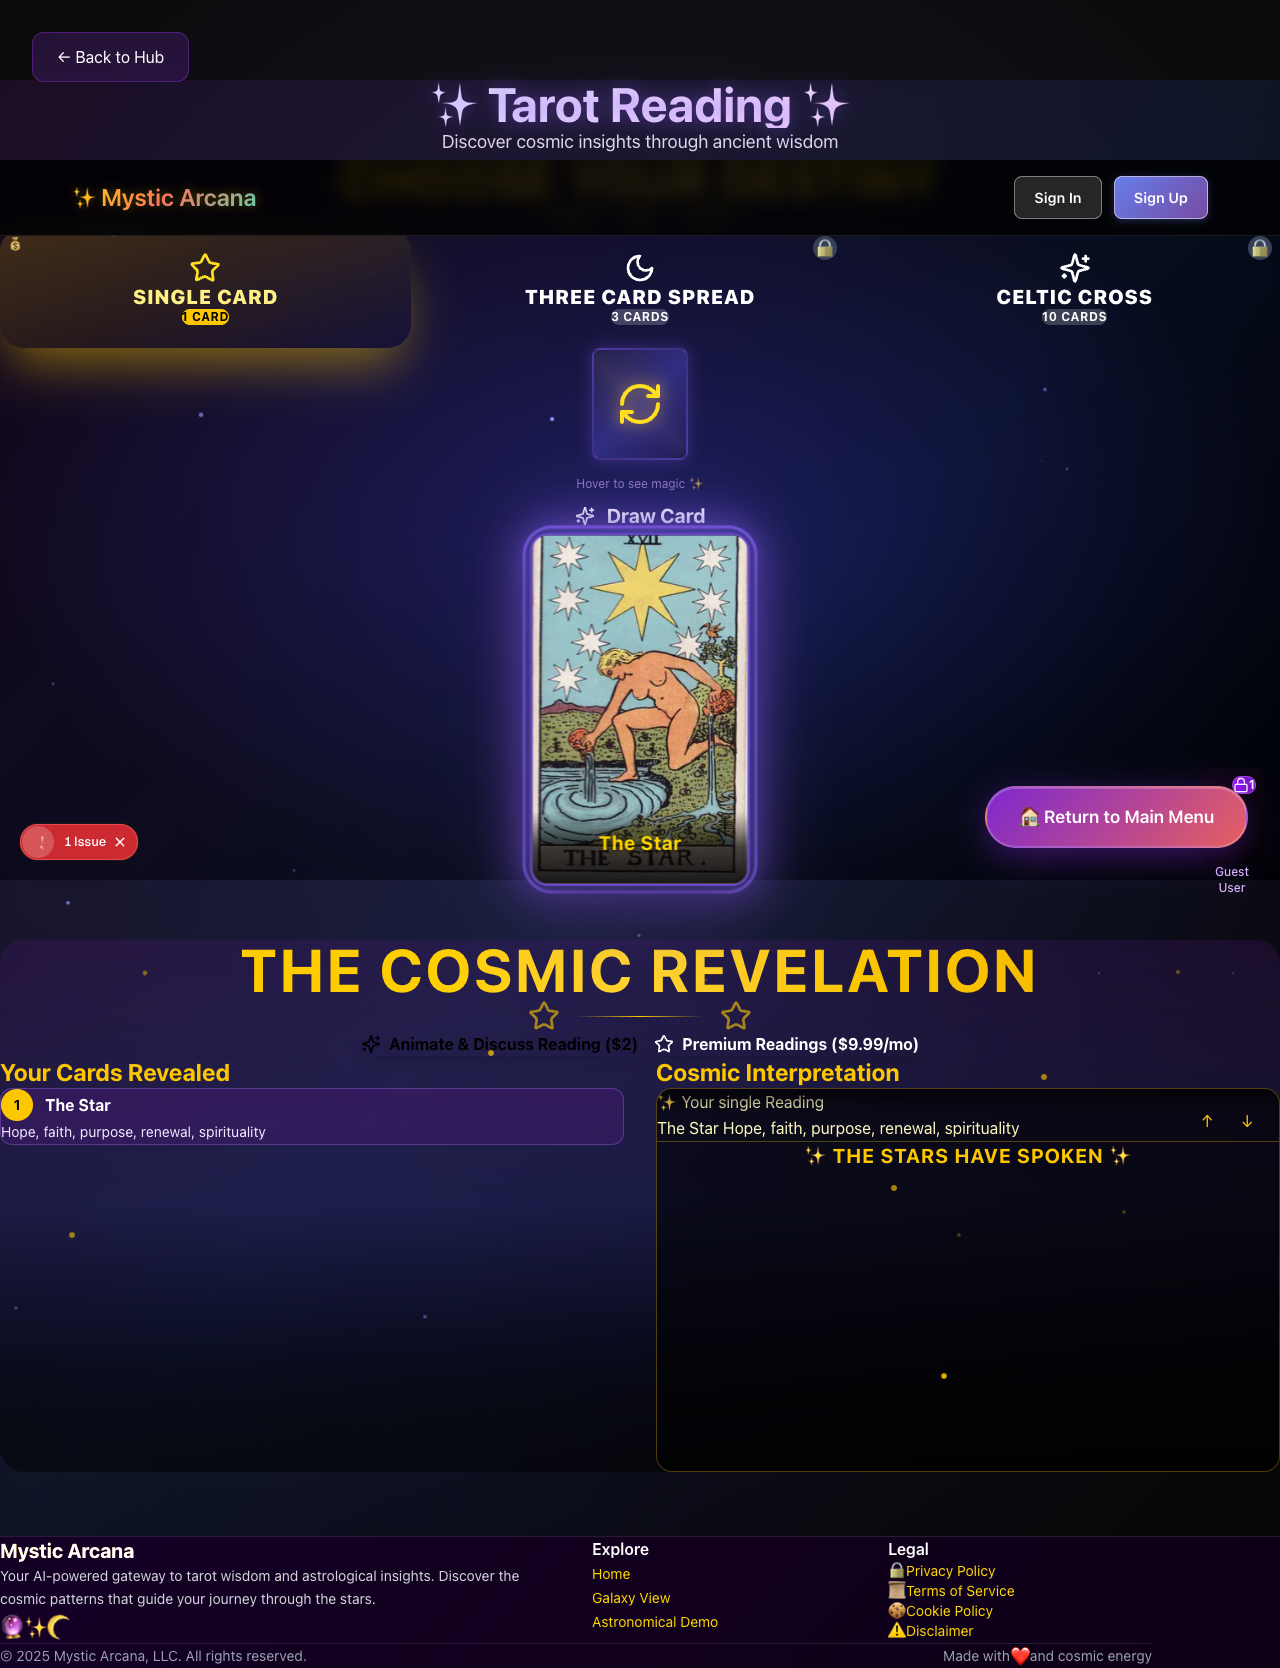 ← Back to Hub
✨ Tarot Reading ✨
Discover cosmic insights through ancient wisdom
✨ Mystic Arcana
Sign In
Sign Up
SINGLE CARD
1 CARD
THREE CARD SPREAD
3 CARDS
CELTIC CROSS
10 CARDS
Hover to see magic ✨
Draw Card
XVII
The Star
THE STAR.
1
🏠 Return to Main Menu
1 Issue ✕
Guest
User
THE COSMIC REVELATION
Animate & Discuss Reading ($2)
Premium Readings ($9.99/mo)
Your Cards Revealed
1 The Star
Hope, faith, purpose, renewal, spirituality
Cosmic Interpretation
✨ Your single Reading
The Star Hope, faith, purpose, renewal, spirituality
↑ ↓
✨ THE STARS HAVE SPOKEN ✨
Mystic Arcana
Your AI-powered gateway to tarot wisdom and astrological insights. Discover the
cosmic patterns that guide your journey through the stars.
🔮✨🌙
Explore
Home
Galaxy View
Astronomical Demo
Legal
🔒Privacy Policy
📜Terms of Service
🍪Cookie Policy
⚠️Disclaimer
© 2025 Mystic Arcana, LLC. All rights reserved.
Made with❤️and cosmic energy